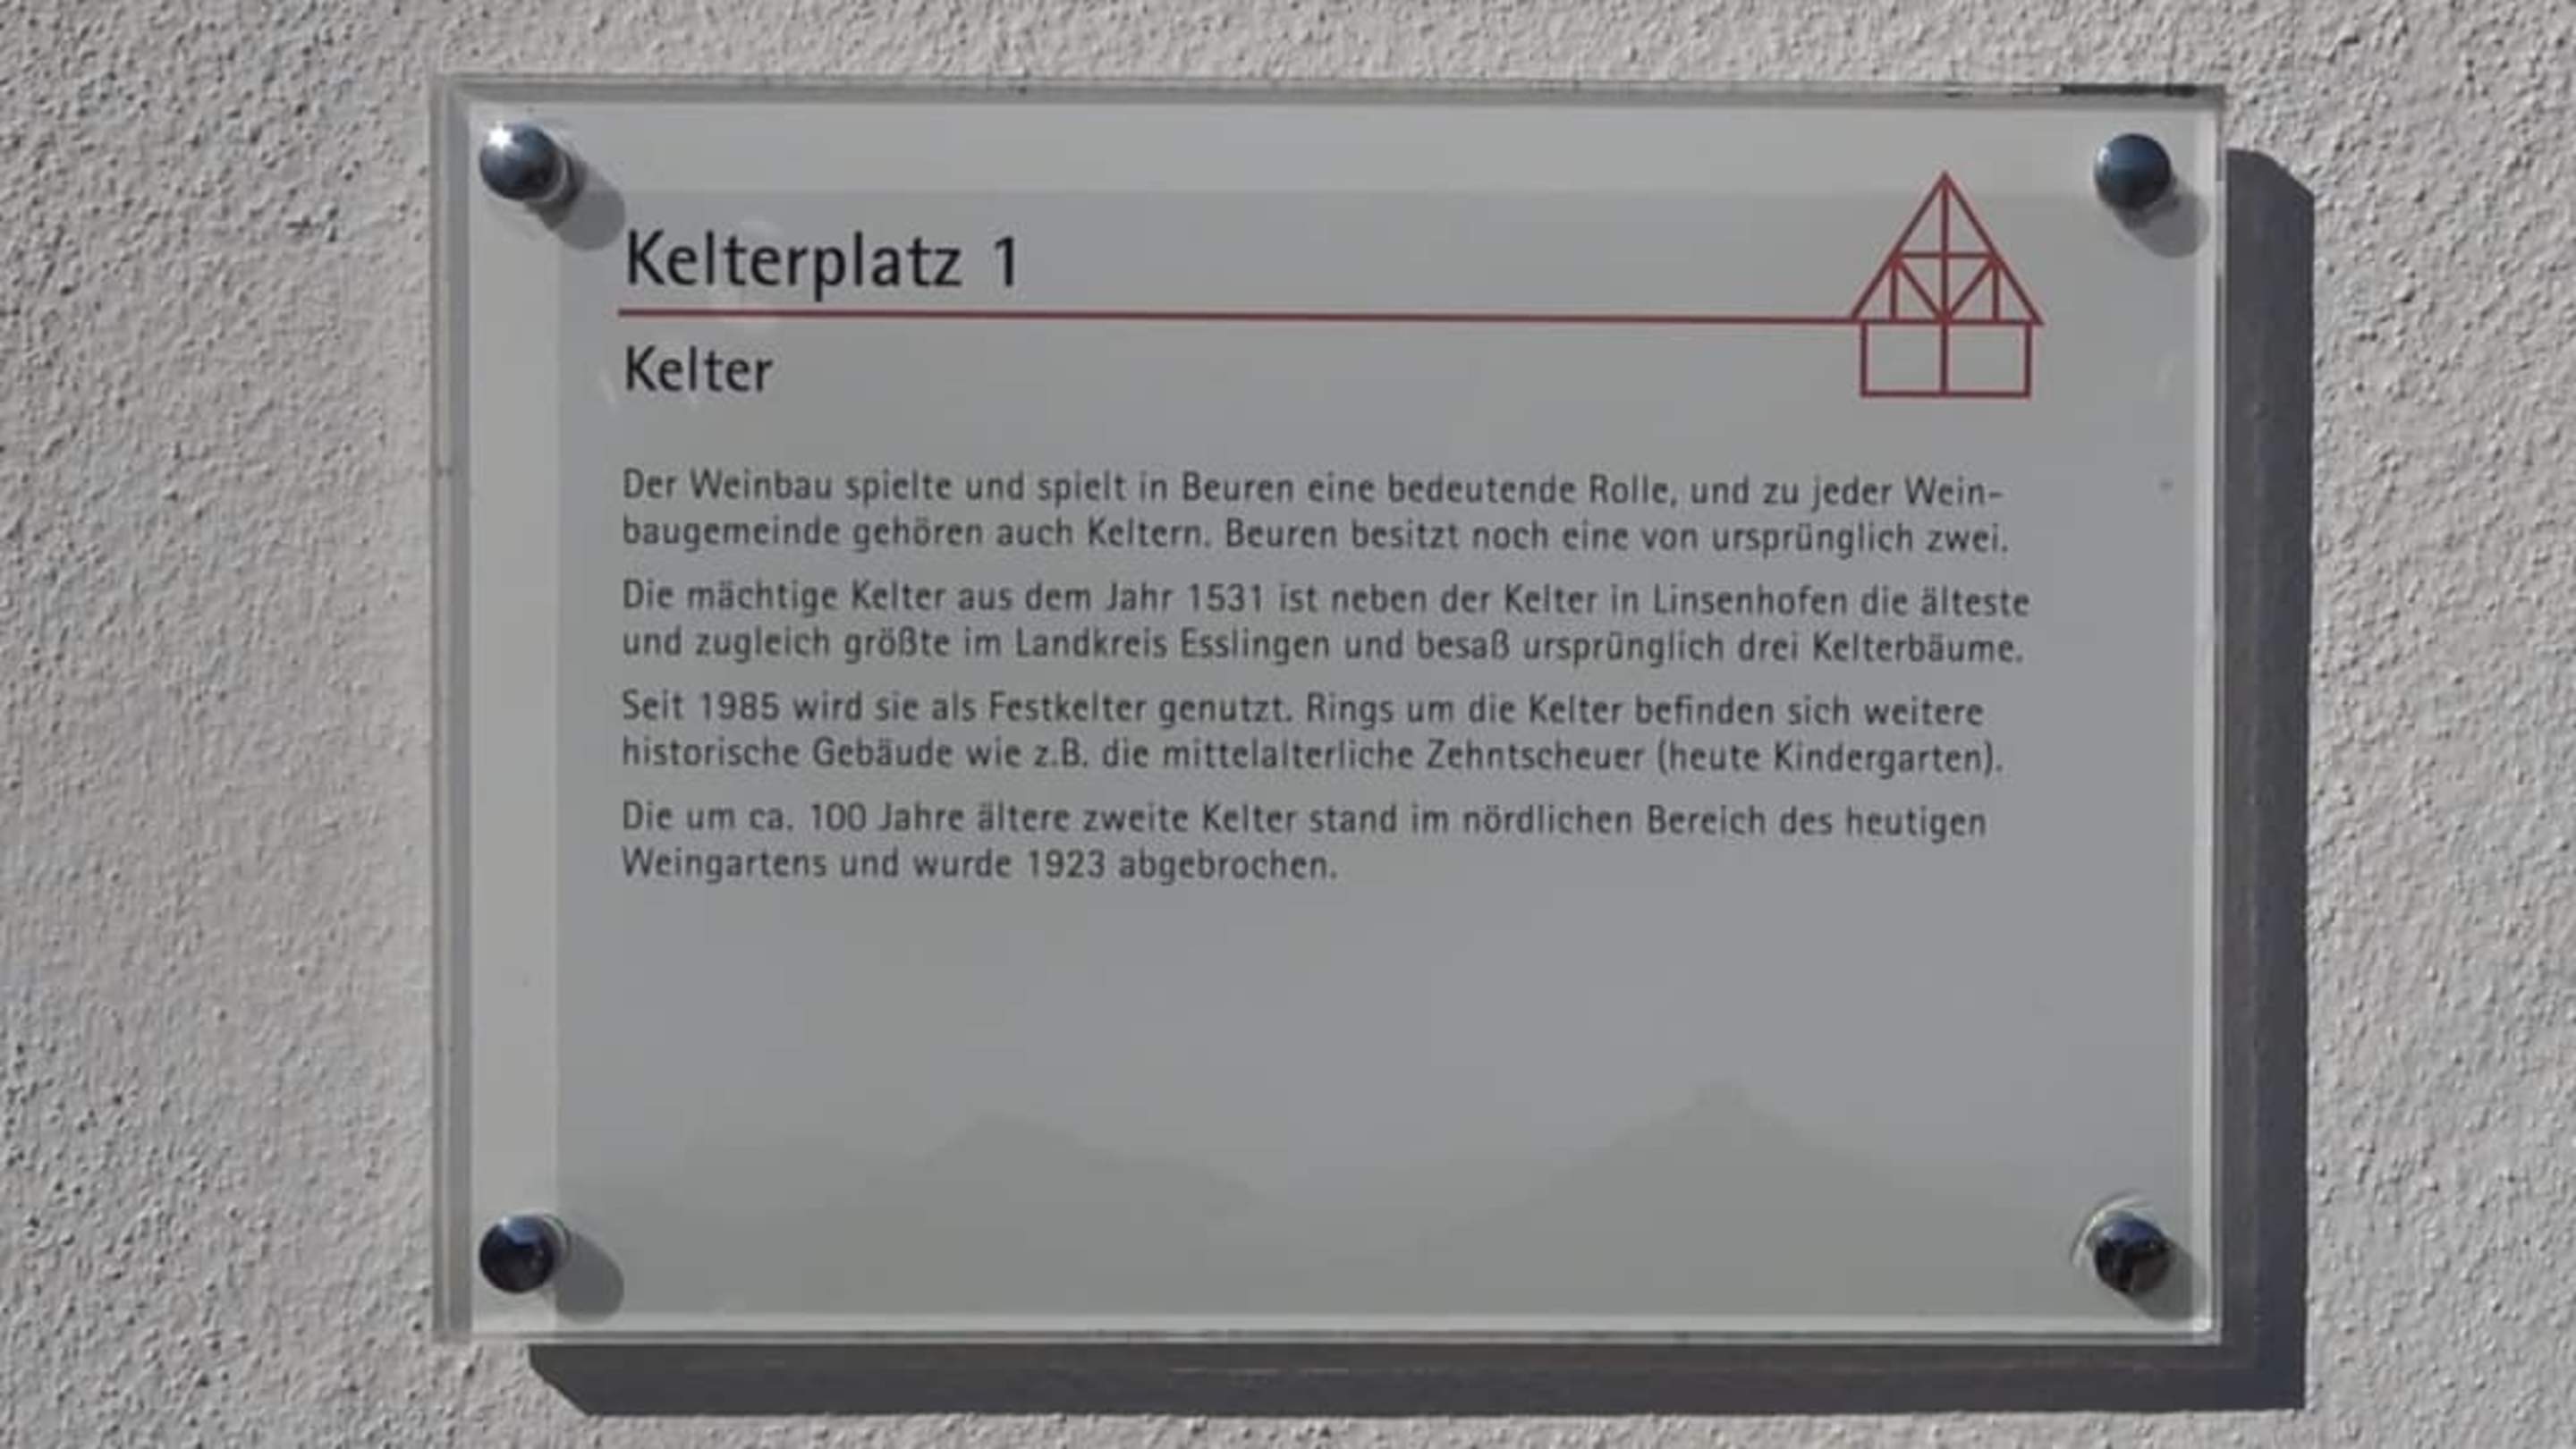 Kelterplatz 1
Kelter
Der Weinbau spielte und spielt in Beuren eine bedeutende Rolle, und zu jeder Wein-
baugemeinde gehören auch Keltern. Beuren besitzt noch eine von ursprünglich zwei.
Die mächtige Kelter aus dem Jahr 1531 ist neben der Kelter in Linsenhofen die älteste
und zugleich größte im Landkreis Esslingen und besaß ursprünglich drei Kelterbäume.
Seit 1985 wird sie als Festkelter genutzt. Rings um die Kelter befinden sich weitere
historische Gebäude wie z.B. die mittelalterliche Zehntscheuer (heute Kindergarten).
Die um ca. 100 Jahre ältere zweite Kelter stand im nördlichen Bereich des heutigen
Weingartens und wurde 1923 abgebrochen.